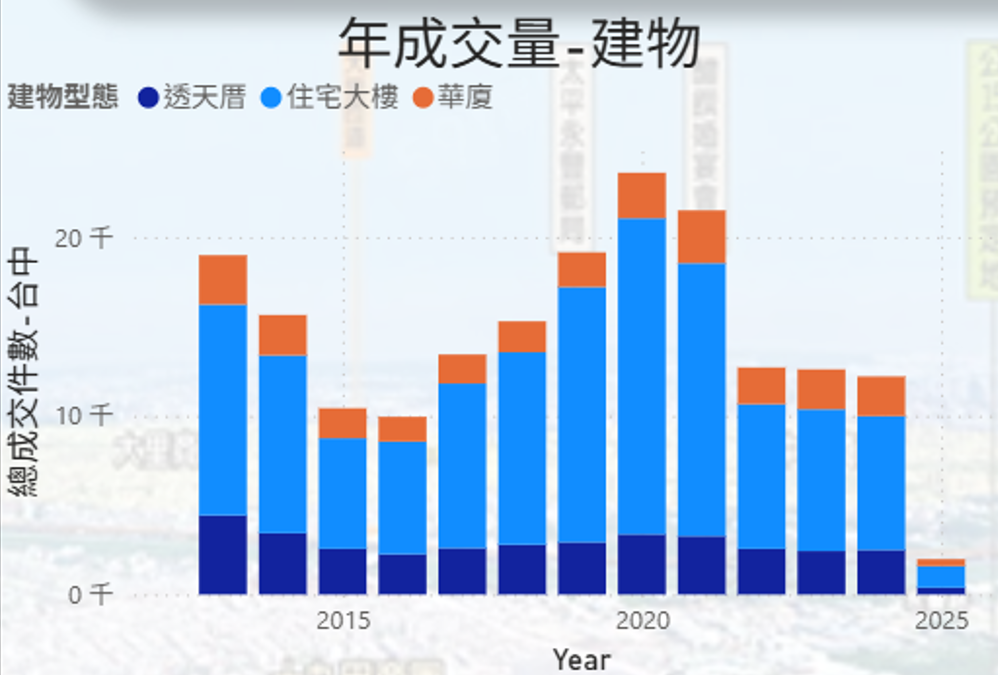 年成交量-建物
建物型態 透天厝 住宅大樓 華廈
總成交件數-台中
20 千
10 千
0 千
2015 2020 2025
Year